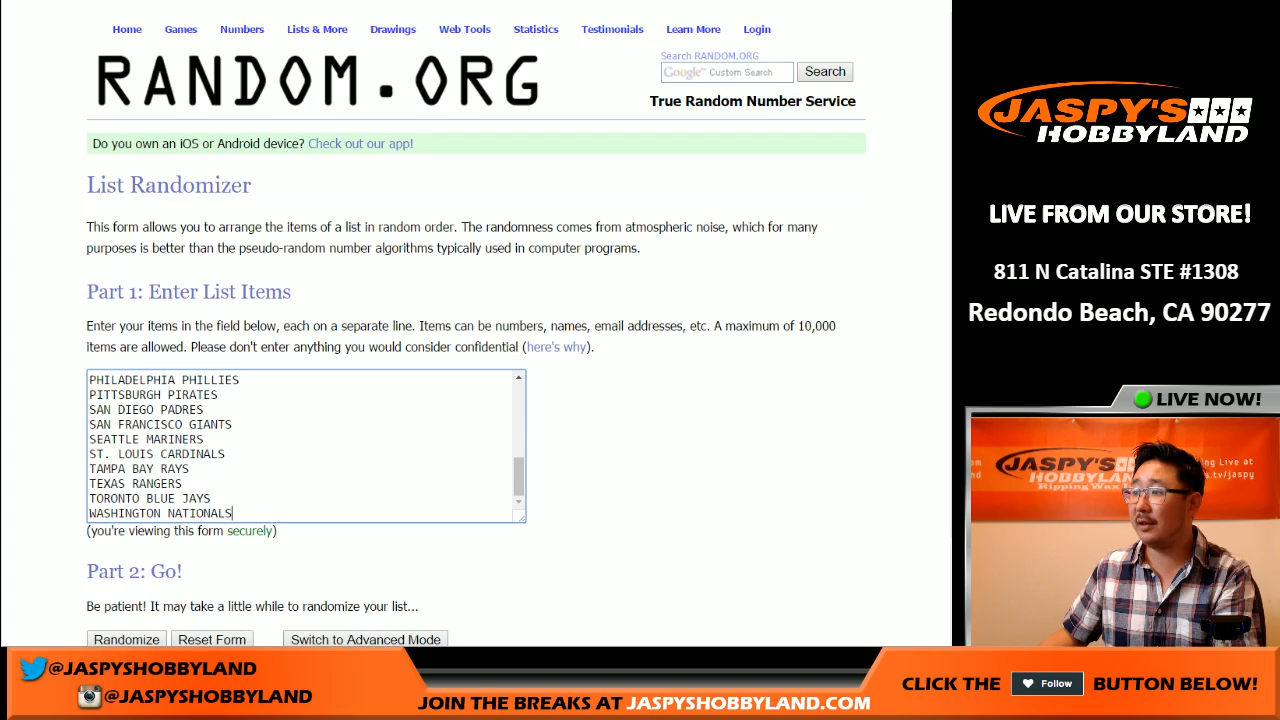 Home Games Numbers Lists & More Drawings Web Tools Statistics Testimonials Learn More Login
RANDOM.ORG
Search RANDOM.ORG
Google™ Custom Search Search
True Random Number Service
Do you own an iOS or Android device? Check out our app!
List Randomizer
This form allows you to arrange the items of a list in random order. The randomness comes from atmospheric noise, which for many
purposes is better than the pseudo-random number algorithms typically used in computer programs.
Part 1: Enter List Items
Enter your items in the field below, each on a separate line. Items can be numbers, names, email addresses, etc. A maximum of 10,000
items are allowed. Please don't enter anything you would consider confidential (here's why).
PHILADELPHIA PHILLIES
PITTSBURGH PIRATES
SAN DIEGO PADRES
SAN FRANCISCO GIANTS
SEATTLE MARINERS
ST. LOUIS CARDINALS
TAMPA BAY RAYS
TEXAS RANGERS
TORONTO BLUE JAYS
WASHINGTON NATIONALS
(you're viewing this form securely)
Part 2: Go!
Be patient! It may take a little while to randomize your list...
Randomize Reset Form Switch to Advanced Mode
JASPY'S
HOBBYLAND
LIVE FROM OUR STORE!
811 N Catalina STE #1308
Redondo Beach, CA 90277
LIVE NOW!
JASPY'S
HOBBYLAND
Ripping Wax
ing Live at
s.tv/jaspy
@JASPYSHOBBYLAND
@JASPYSHOBBYLAND
JOIN THE BREAKS AT JASPYSHOBBYLAND.COM
CLICK THE Follow BUTTON BELOW!